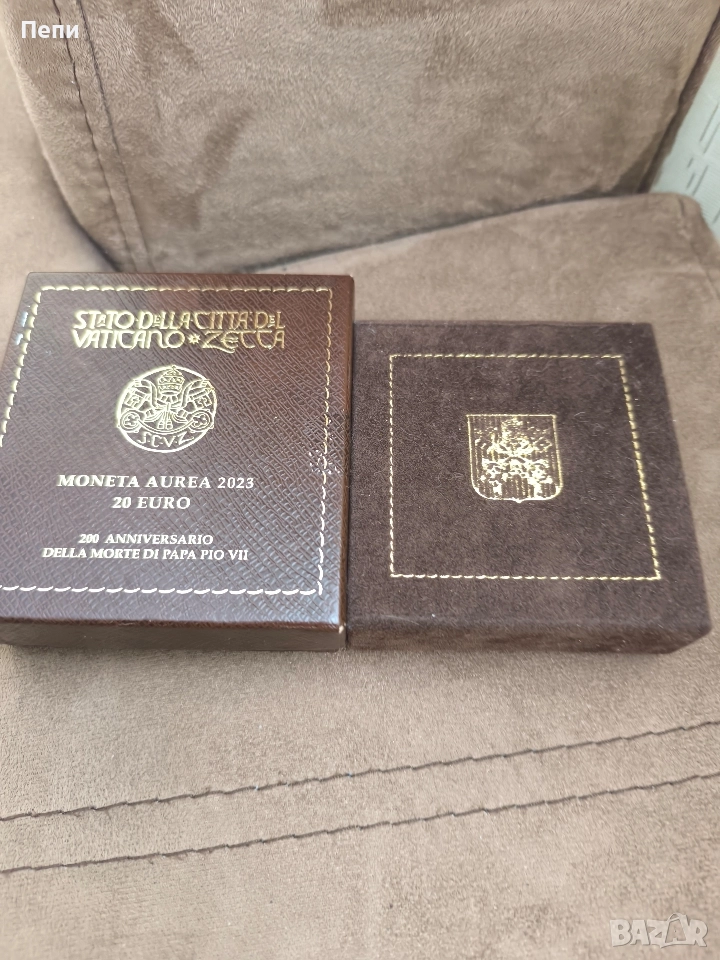 Пепи
STATO·DELLA CITTA·DEL
VATICANO * ZECCA
S.C.V.Z.
MONETA AUREA 2023
20 EURO
200 ANNIVERSARIO
DELLA MORTE DI PAPA PIO VII
BAZAR